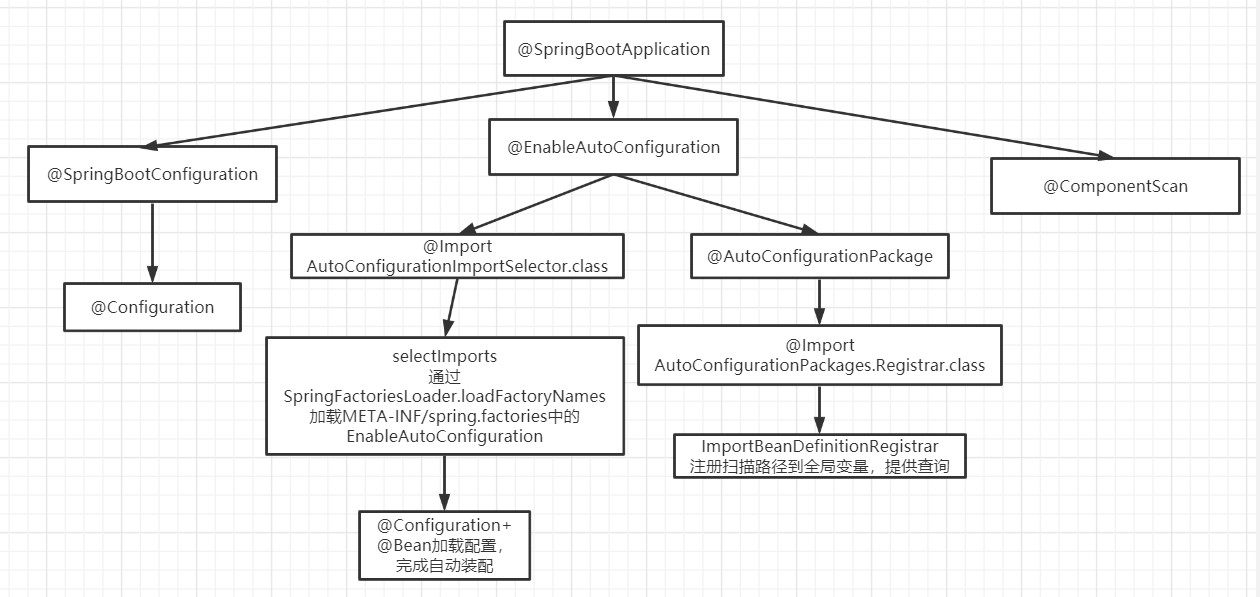 @SpringBootApplication
@EnableAutoConfiguration
@SpringBootConfiguration
@ComponentScan
@Import
AutoConfigurationImportSelector.class
@AutoConfigurationPackage
@Configuration
selectImports
通过
SpringFactoriesLoader.loadFactoryNames
加载META-INF/spring.factories中的
EnableAutoConfiguration
@Import
AutoConfigurationPackages.Registrar.class
ImportBeanDefinitionRegistrar
注册扫描路径到全局变量，提供查询
@Configuration+
@Bean加载配置，
完成自动装配